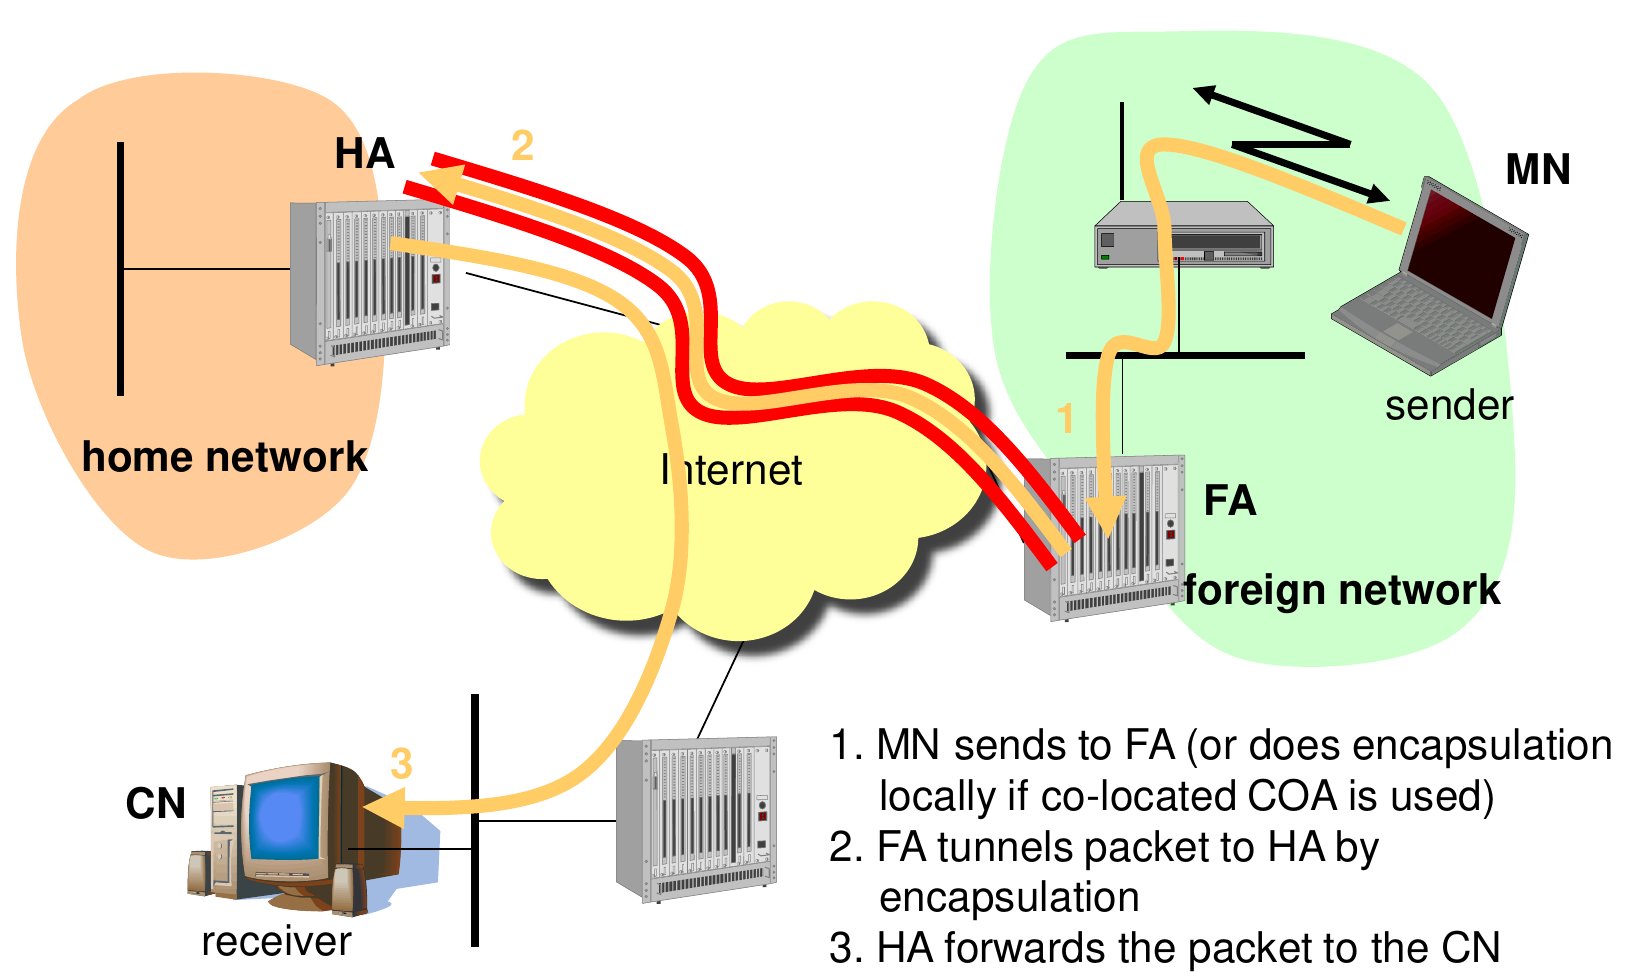 HA
2
MN
sender
1
home network
Internet
FA
foreign network
3
CN
receiver
1. MN sends to FA (or does encapsulation
locally if co-located COA is used)
2. FA tunnels packet to HA by
encapsulation
3. HA forwards the packet to the CN